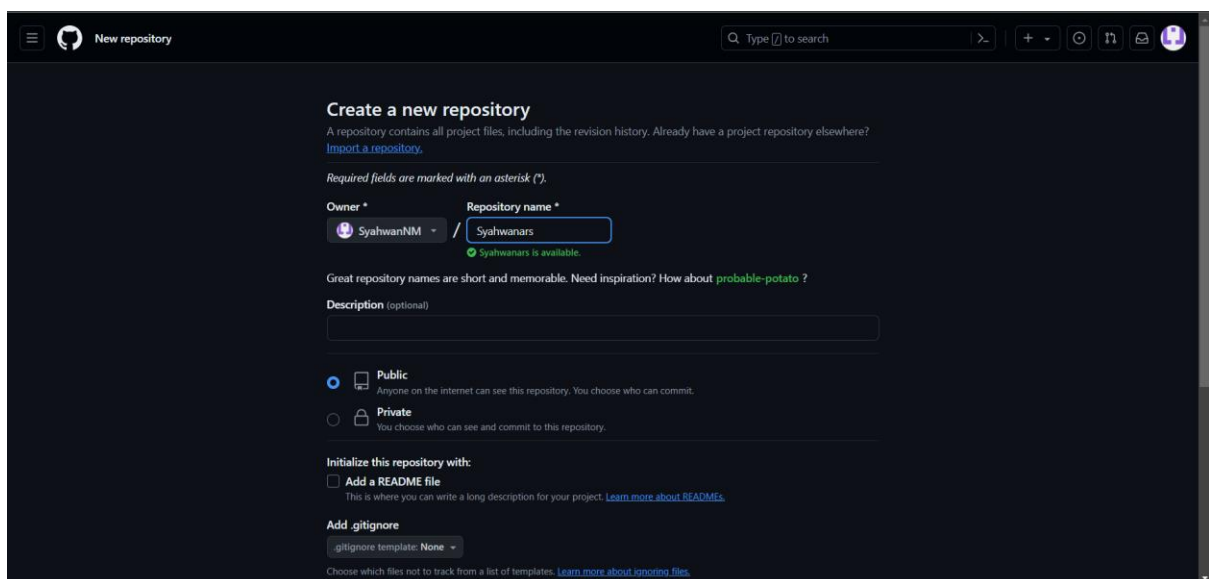 New repository
Type / to search
Create a new repository
A repository contains all project files, including the revision history. Already have a project repository elsewhere?
Import a repository.
Required fields are marked with an asterisk (*).
Owner * Repository name *
SyahwanNM / Syahwanars
Syahwanars is available.
Great repository names are short and memorable. Need inspiration? How about probable-potato ?
Description (optional)
Public
Anyone on the internet can see this repository. You choose who can commit.
Private
You choose who can see and commit to this repository.
Initialize this repository with:
Add a README file
This is where you can write a long description for your project. Learn more about READMEs.
Add .gitignore
.gitignore template: None
Choose which files not to track from a list of templates. Learn more about ignoring files.